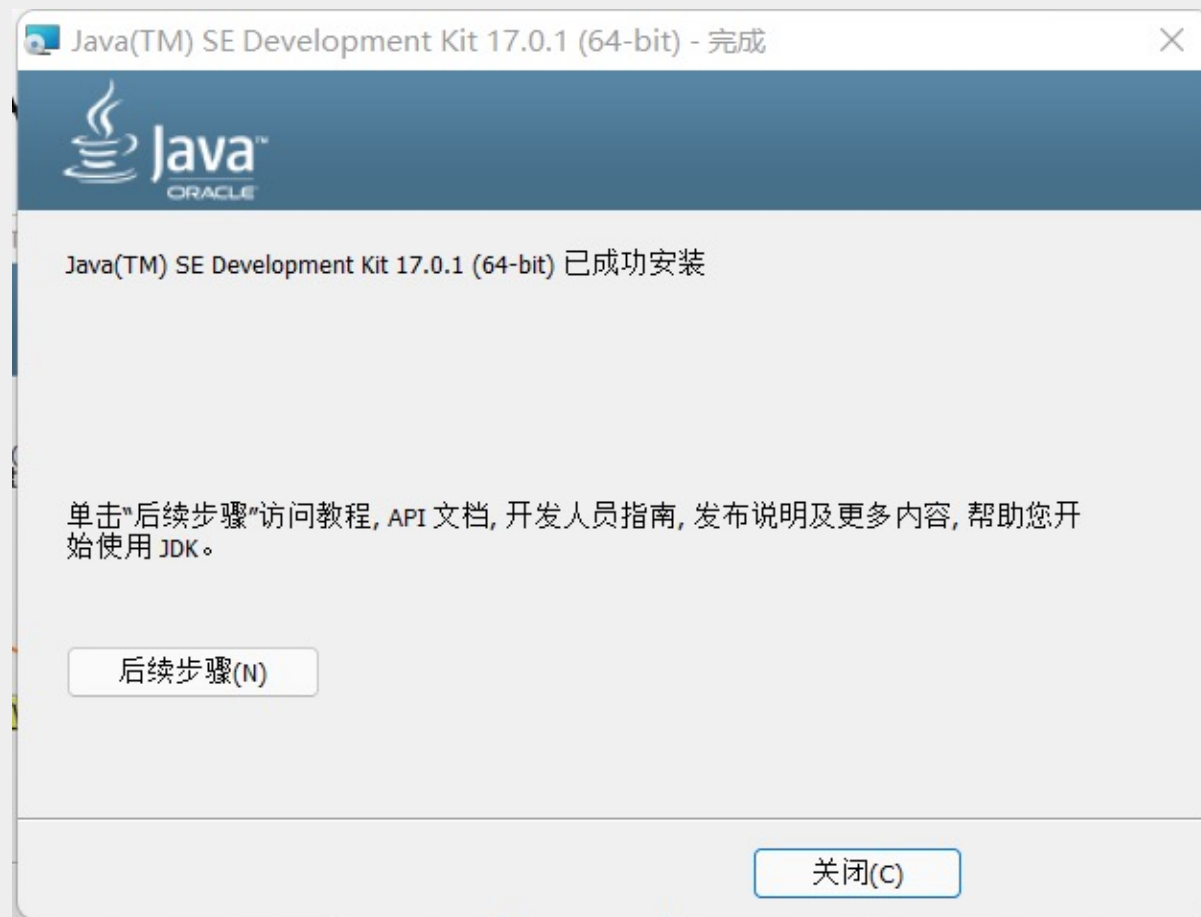 Java(TM) SE Development Kit 17.0.1 (64-bit) - 完成
Java™
ORACLE
Java(TM) SE Development Kit 17.0.1 (64-bit) 已成功安装
单击“后续步骤”访问教程, API 文档, 开发人员指南, 发布说明及更多内容, 帮助您开
始使用 JDK。
后续步骤(N)
关闭(C)